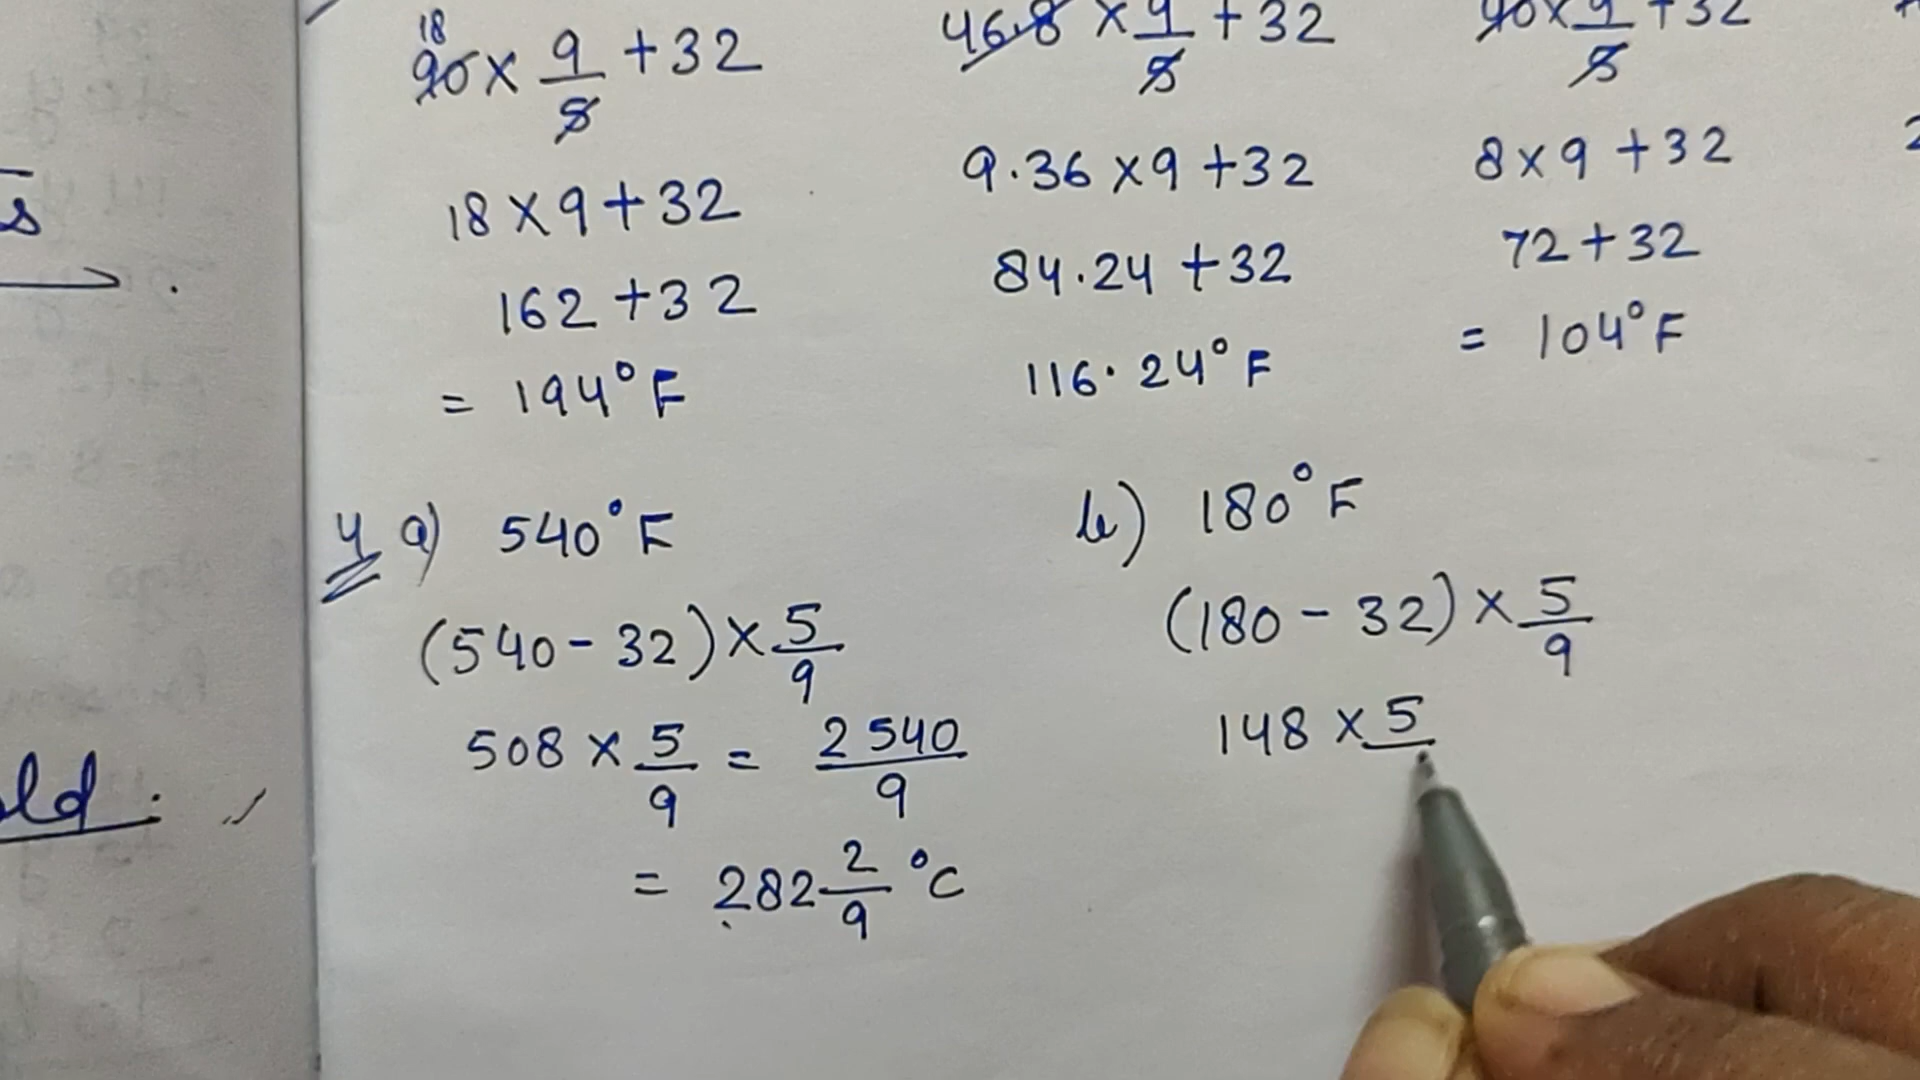 18
90 × 9/5 + 32
18 × 9 + 32
162 + 32
= 194° F
46.8 × 9/5 + 32
9.36 × 9 + 32
84.24 + 32
116.24° F
40 × 9/5 + 32
8 × 9 + 32
72 + 32
= 104° F
4 a) 540° F
(540 - 32) × 5/9
508 × 5/9 = 2540/9
= 282 2/9 °C
b) 180° F
(180 - 32) × 5/9
148 × 5